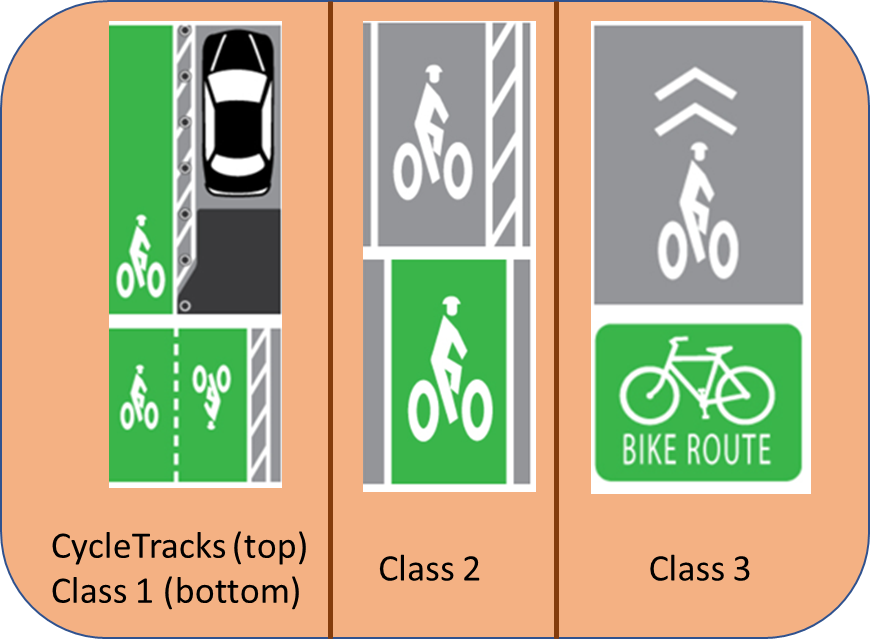 BIKE ROUTE
CycleTracks (top)
Class 1 (bottom)
Class 2
Class 3